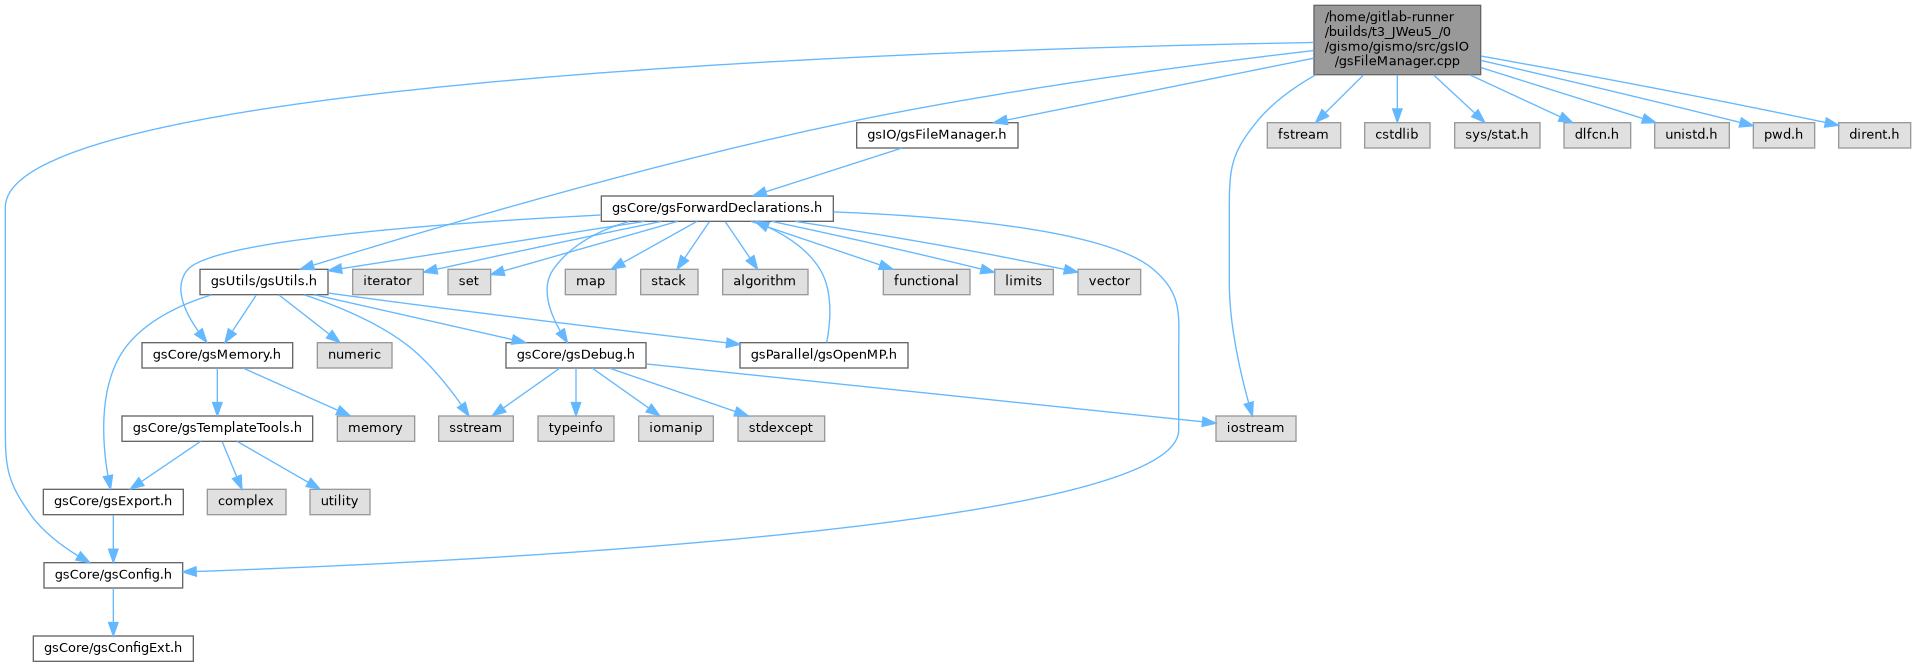 /home/gitlab-runner
/builds/t3_JWeu5_/0
/gismo/gismo/src/gsIO
/gsFileManager.cpp
gsIO/gsFileManager.h
fstream
cstdlib
sys/stat.h
dlfcn.h
unistd.h
pwd.h
dirent.h
gsCore/gsForwardDeclarations.h
gsUtils/gsUtils.h
iterator
set
map
stack
algorithm
functional
limits
vector
gsCore/gsMemory.h
numeric
gsCore/gsDebug.h
gsParallel/gsOpenMP.h
gsCore/gsTemplateTools.h
memory
sstream
typeinfo
iomanip
stdexcept
iostream
gsCore/gsExport.h
complex
utility
gsCore/gsConfig.h
gsCore/gsConfigExt.h